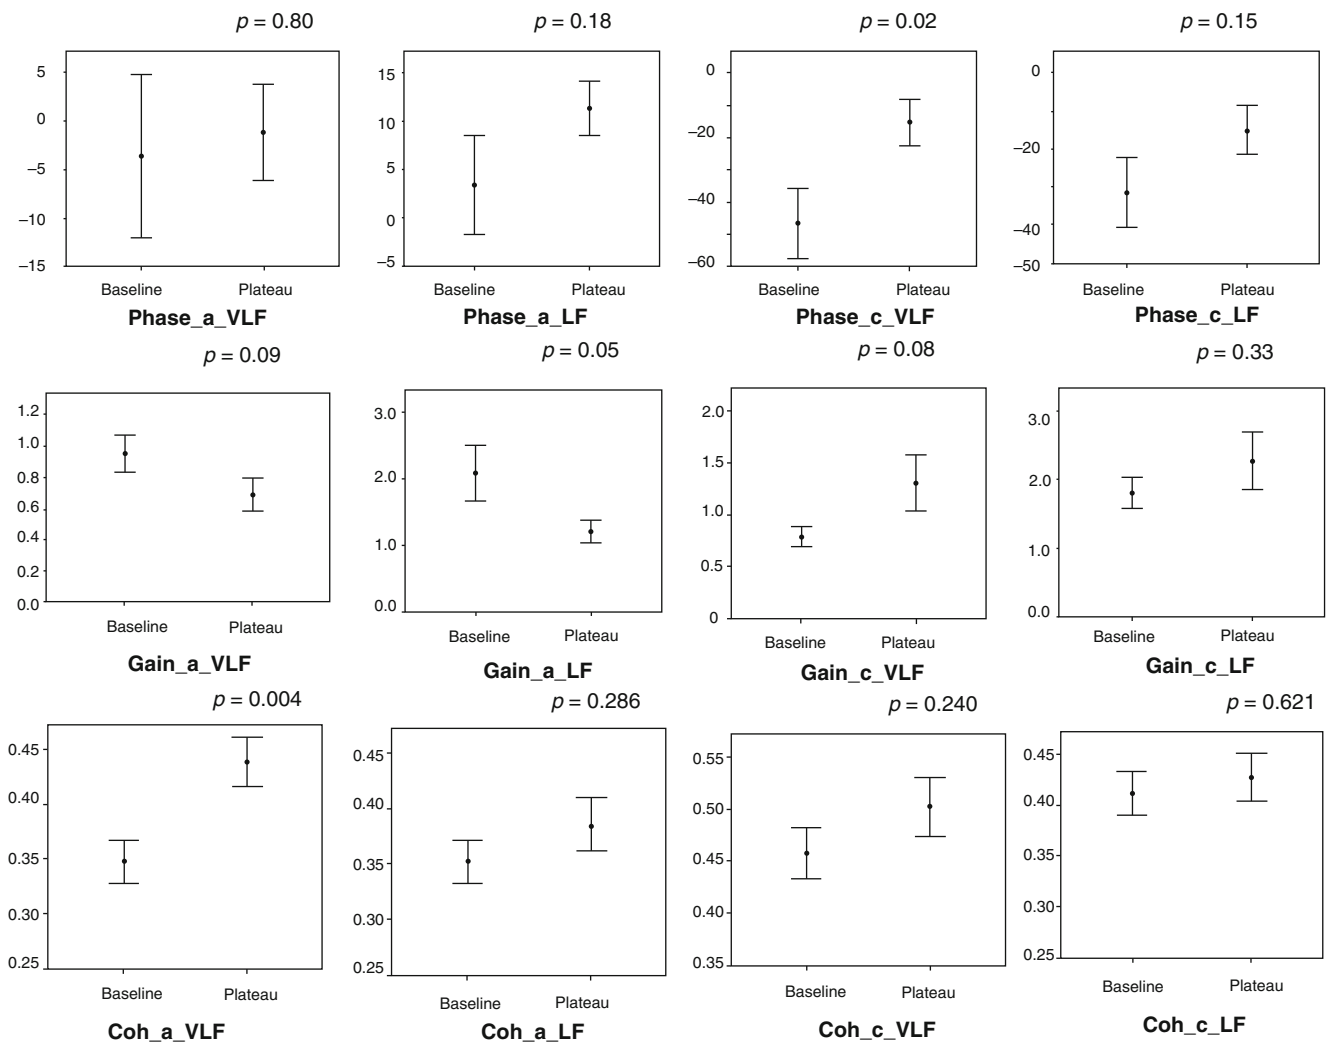 p = 0.80
p = 0.18
p = 0.02
p = 0.15
5
0
–5
–10
–15
Baseline Plateau
Phase_a_VLF
15
10
5
0
–5
Baseline Plateau
Phase_a_LF
0
–20
–40
–60
Baseline Plateau
Phase_c_VLF
0
–20
–40
–50
Baseline Plateau
Phase_c_LF
p = 0.09
p = 0.05
p = 0.08
p = 0.33
1.2
1.0
0.8
0.6
0.4
0.2
0.0
Baseline Plateau
Gain_a_VLF
3.0
2.0
1.0
0.0
Baseline Plateau
Gain_a_LF
2.0
1.5
1.0
0.5
0
Baseline Plateau
Gain_c_VLF
3.0
2.0
1.0
0.0
Baseline Plateau
Gain_c_LF
p = 0.004
p = 0.286
p = 0.240
p = 0.621
0.45
0.40
0.35
0.30
0.25
Baseline Plateau
Coh_a_VLF
0.45
0.40
0.35
0.30
0.25
Baseline Plateau
Coh_a_LF
0.55
0.50
0.45
0.40
0.35
Baseline Plateau
Coh_c_VLF
0.45
0.40
0.35
0.30
0.25
Baseline Plateau
Coh_c_LF